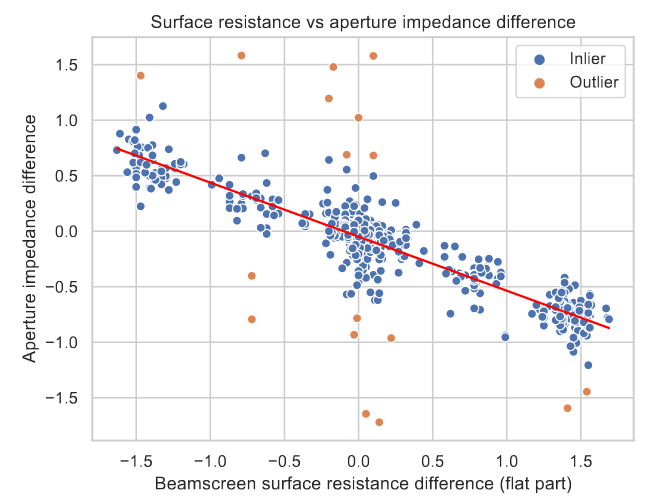 Surface resistance vs aperture impedance difference
Inlier
Outlier
1.5
1.0
0.5
0.0
−0.5
−1.0
−1.5
Aperture impedance difference
−1.5 −1.0 −0.5 0.0 0.5 1.0 1.5
Beamscreen surface resistance difference (flat part)